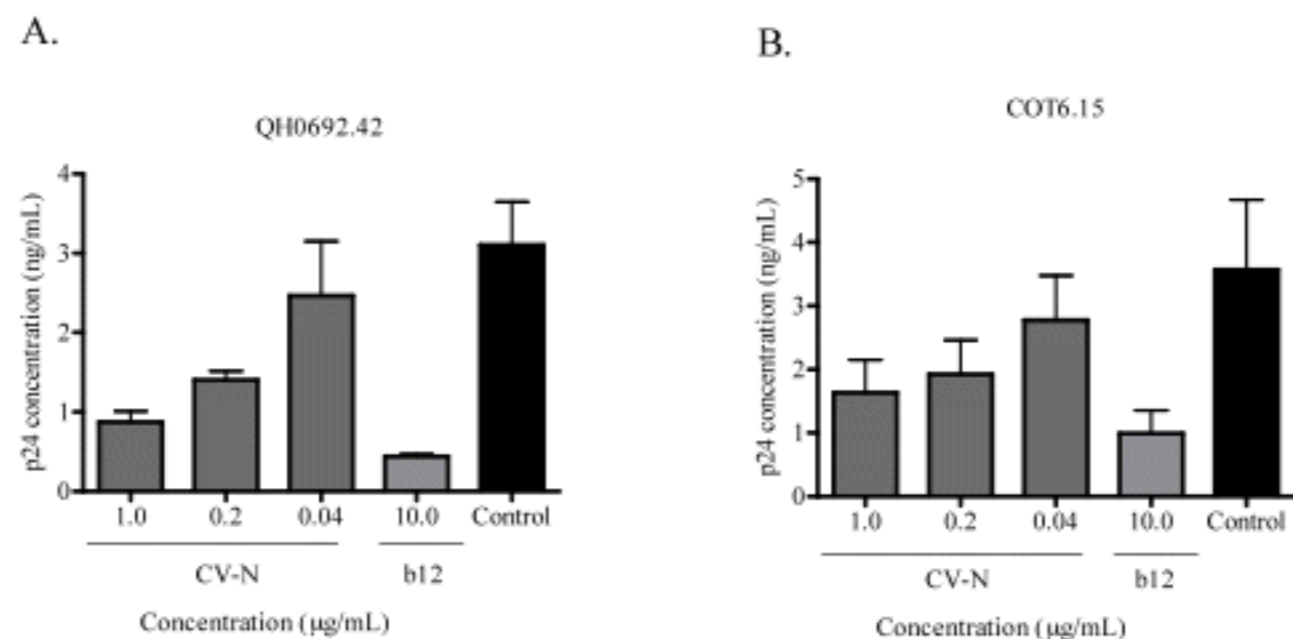 A.
QH0692.42
p24 concentration (ng/mL)
4
3
2
1
0
1.0 0.2 0.04 10.0 Control
CV-N b12
Concentration (µg/mL)
B.
COT6.15
p24 concentration (ng/mL)
5
4
3
2
1
0
1.0 0.2 0.04 10.0 Control
CV-N b12
Concentration (µg/mL)